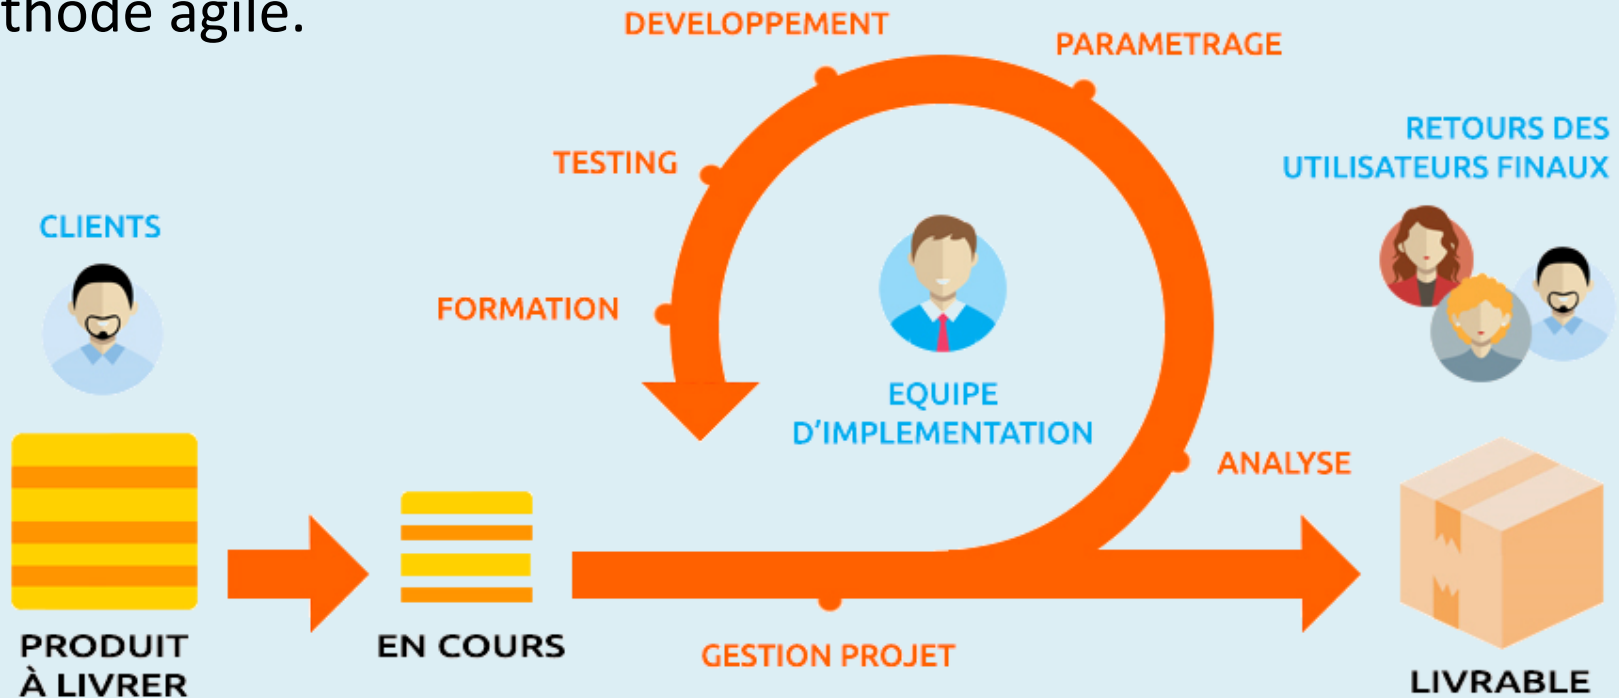 thode agile.
DEVELOPPEMENT
PARAMETRAGE
RETOURS DES
UTILISATEURS FINAUX
TESTING
CLIENTS
FORMATION
EQUIPE
D'IMPLEMENTATION
ANALYSE
PRODUIT
À LIVRER
EN COURS
GESTION PROJET
LIVRABLE